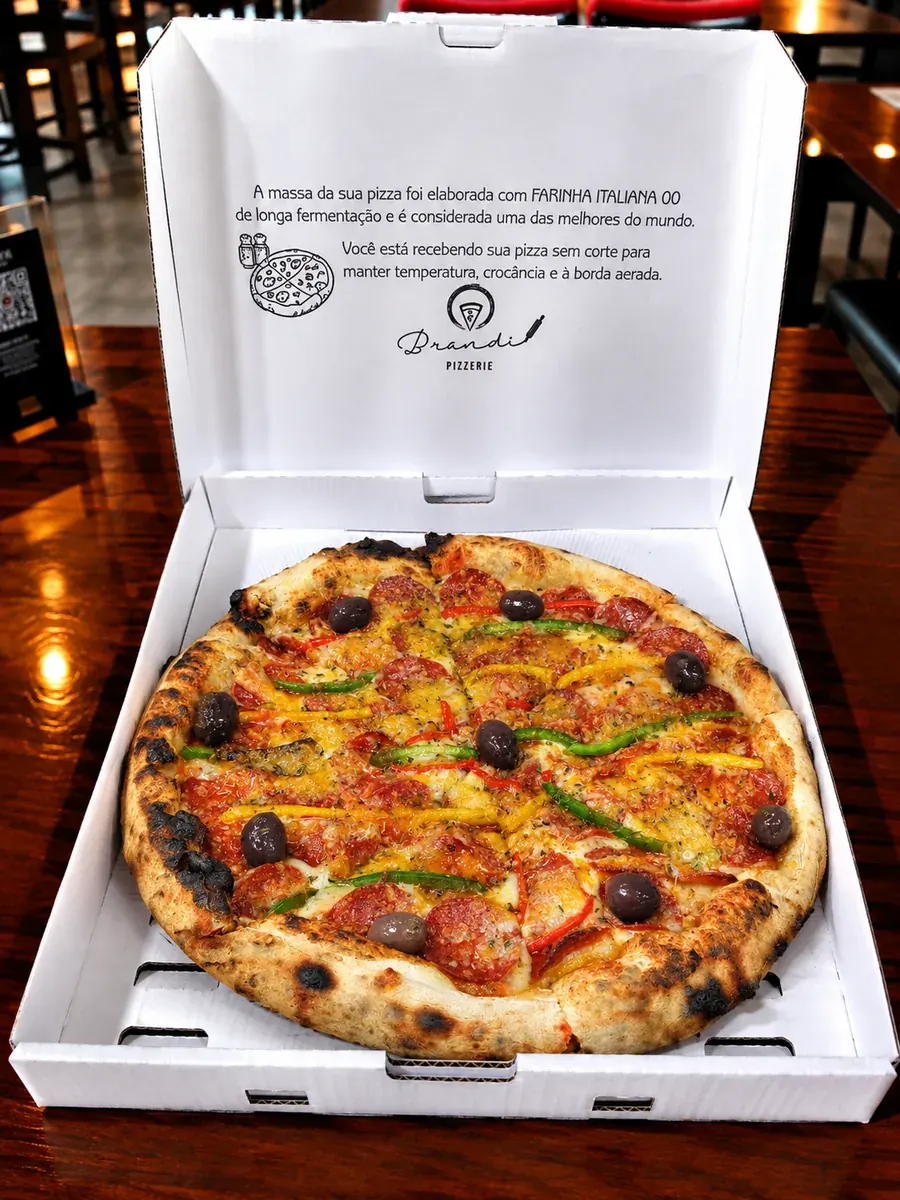 A massa da sua pizza foi elaborada com FARINHA ITALIANA 00
de longa fermentação e é considerada uma das melhores do mundo.
Você está recebendo sua pizza sem corte para
manter temperatura, crocância e à borda aerada.
Brandi
PIZZERIE